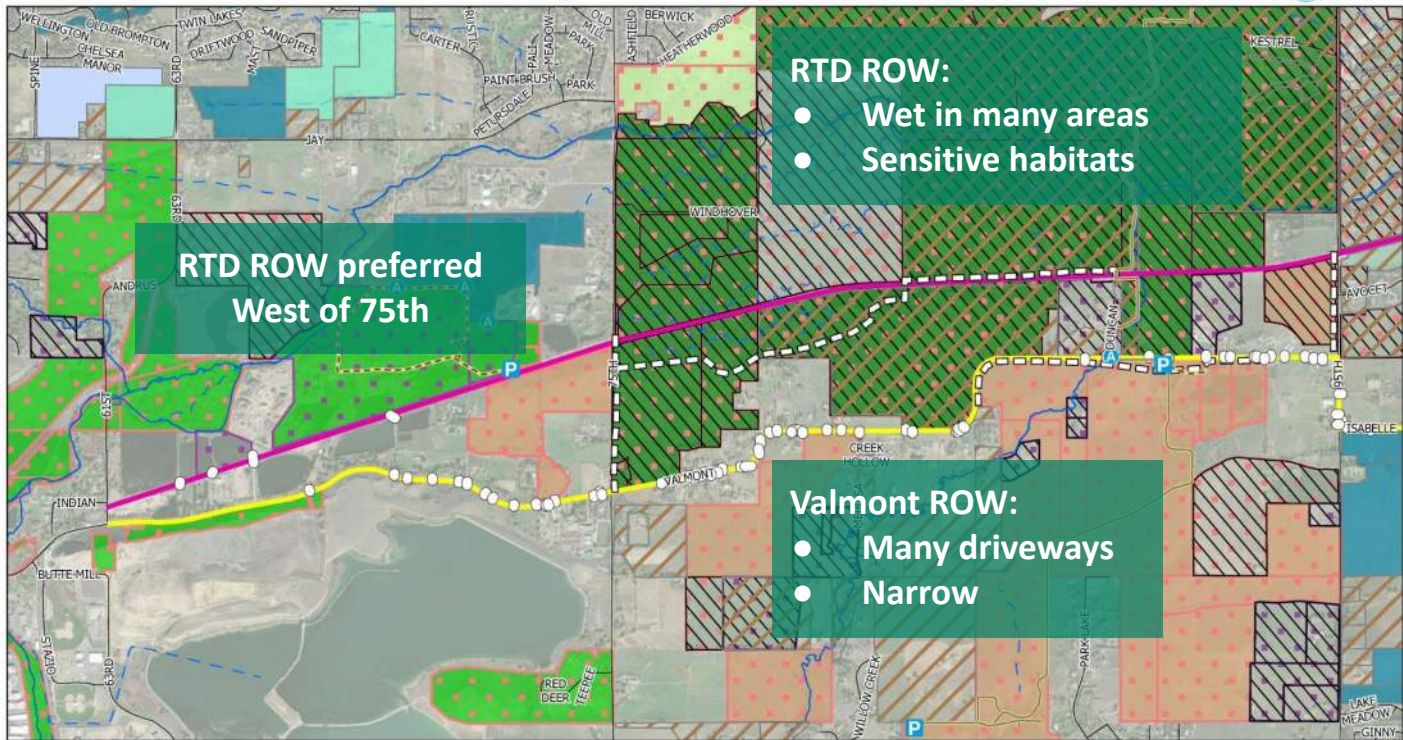 WELLINGTON
OLD BROMPTON
TWIN LAKES
DRIFTWOOD
SANDPIPER
CHELSEA
MANOR
SPINE
63RD
MAST
CARTER
RUSTIC
PALI
MEADOW
OLD
MILL
PARK
PAINT BRUSH
PARK
PETURSDALE
ASHFIELD
BERWICK
HEATHERWOOD
KESTREL
JAY
RTD ROW:
● Wet in many areas
● Sensitive habitats
63RD
WINDHOVER
RTD ROW preferred
West of 75th
ANDRUS
A
A
A
AVOCET
61ST
P
75TH
DUNCAN
A
P
95TH
ISABELLE
CREEK
HOLLOW
VALMONT
INDIAN
Valmont ROW:
● Many driveways
● Narrow
BUTTE MILL
STAZIO
63RD
RED
DEER
TEEPEE
WILLOW CREEK
PARK LAKE
P
LAKE
MEADOW
GINNY